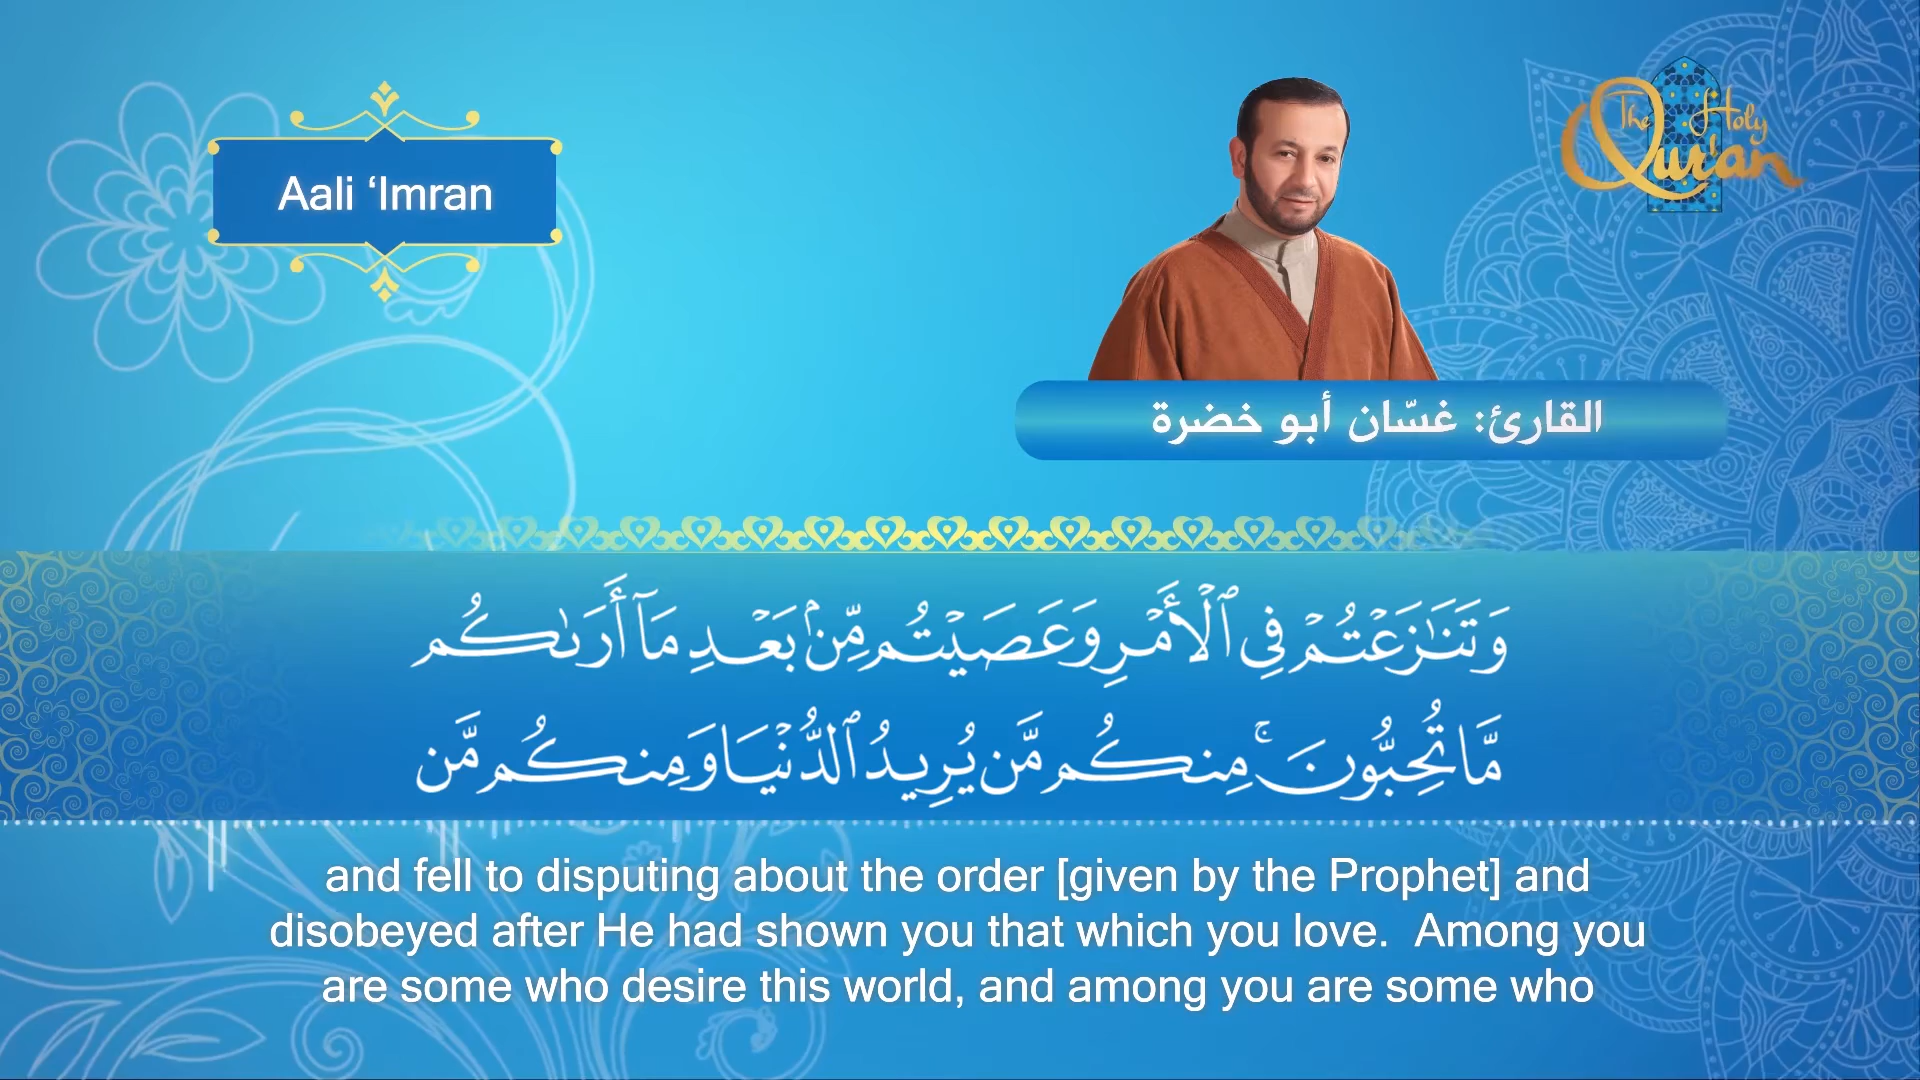 Aali ‘Imran
The Holy
Qur'an
القارئ: غسّان أبو خضرة
وَتَنَٰزَعۡتُمۡ فِي ٱلۡأَمۡرِ وَعَصَيۡتُم مِّنۢ بَعۡدِ مَآ أَرَىٰكُم
مَّا تُحِبُّونَۚ مِنكُم مَّن يُرِيدُ ٱلدُّنۡيَا وَمِنكُم مَّن
and fell to disputing about the order [given by the Prophet] and
disobeyed after He had shown you that which you love.  Among you
are some who desire this world, and among you are some who